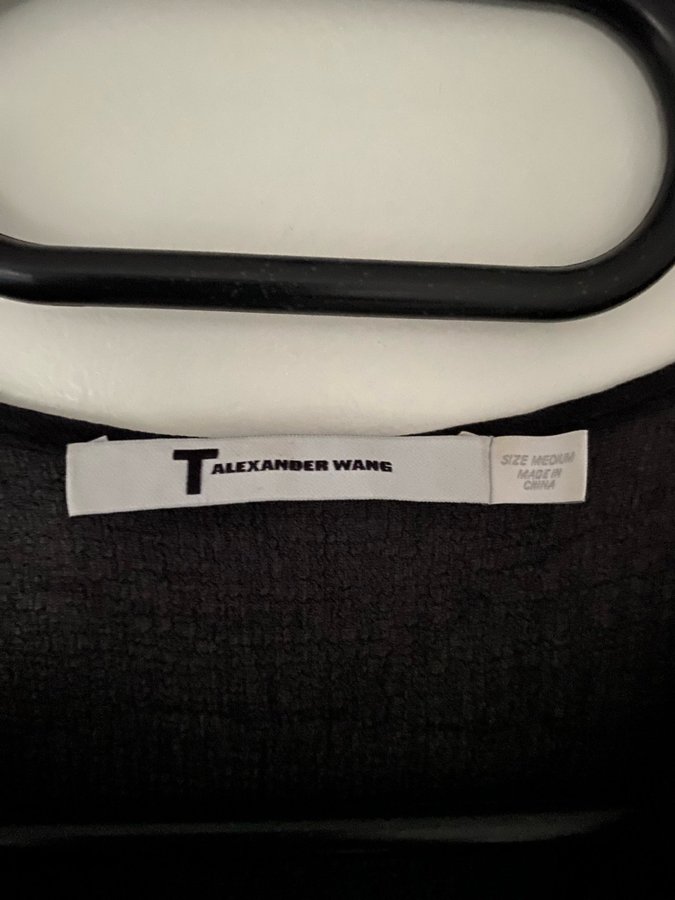 T ALEXANDER WANG
SIZE MEDIUM
MADE IN
CHINA